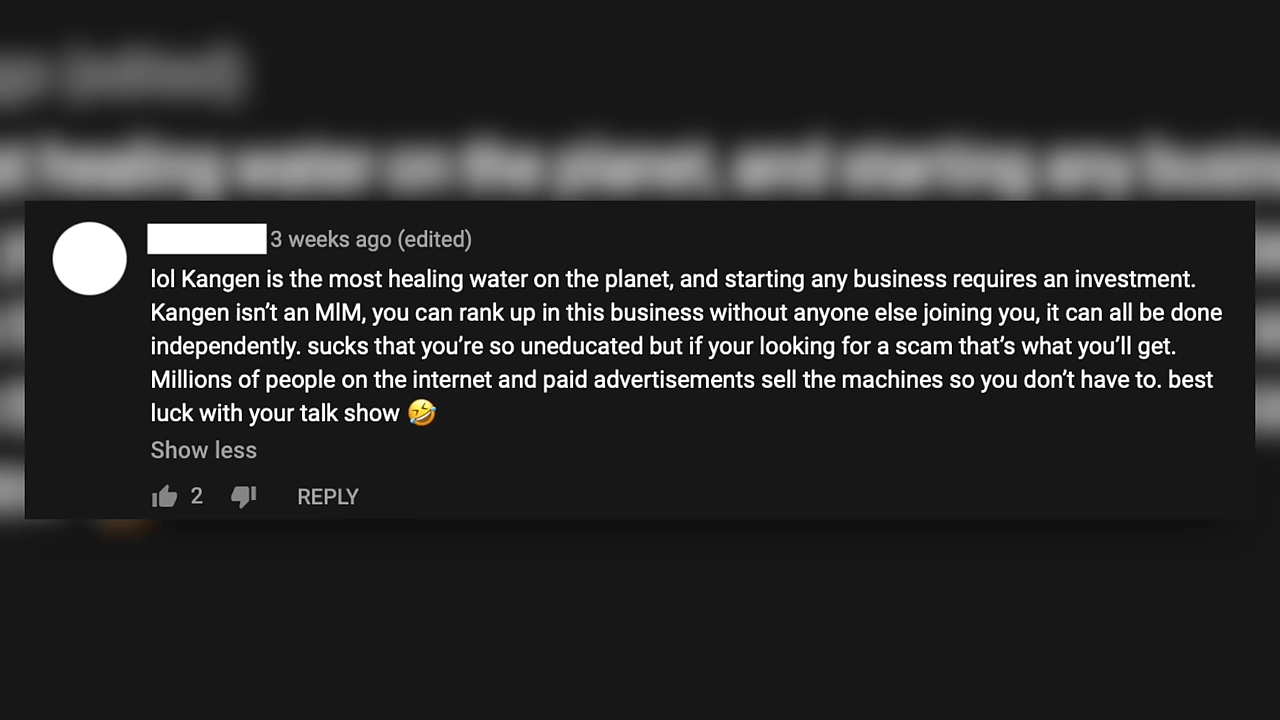 3 weeks ago (edited)
lol Kangen is the most healing water on the planet, and starting any business requires an investment.
Kangen isn’t an MlM, you can rank up in this business without anyone else joining you, it can all be done
independently. sucks that you’re so uneducated but if your looking for a scam that’s what you’ll get.
Millions of people on the internet and paid advertisements sell the machines so you don’t have to. best
luck with your talk show 🤣
Show less
2 REPLY